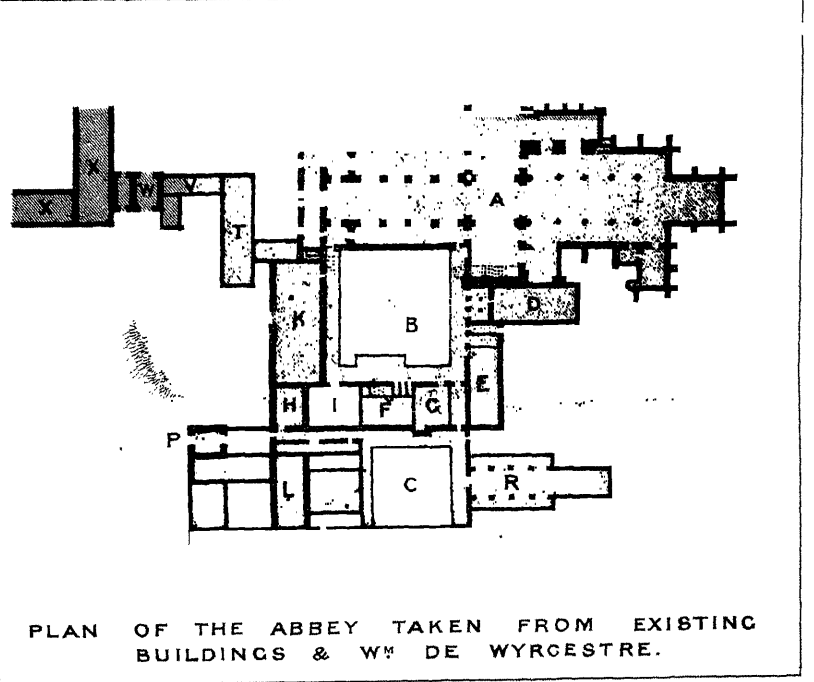 X
X
W
V
T
A
K
B
D
E
H
I
F
G
P
L
C
R
PLAN OF THE ABBEY TAKEN FROM EXISTING
BUILDINGS & Wᴹ DE WYRCESTRE.